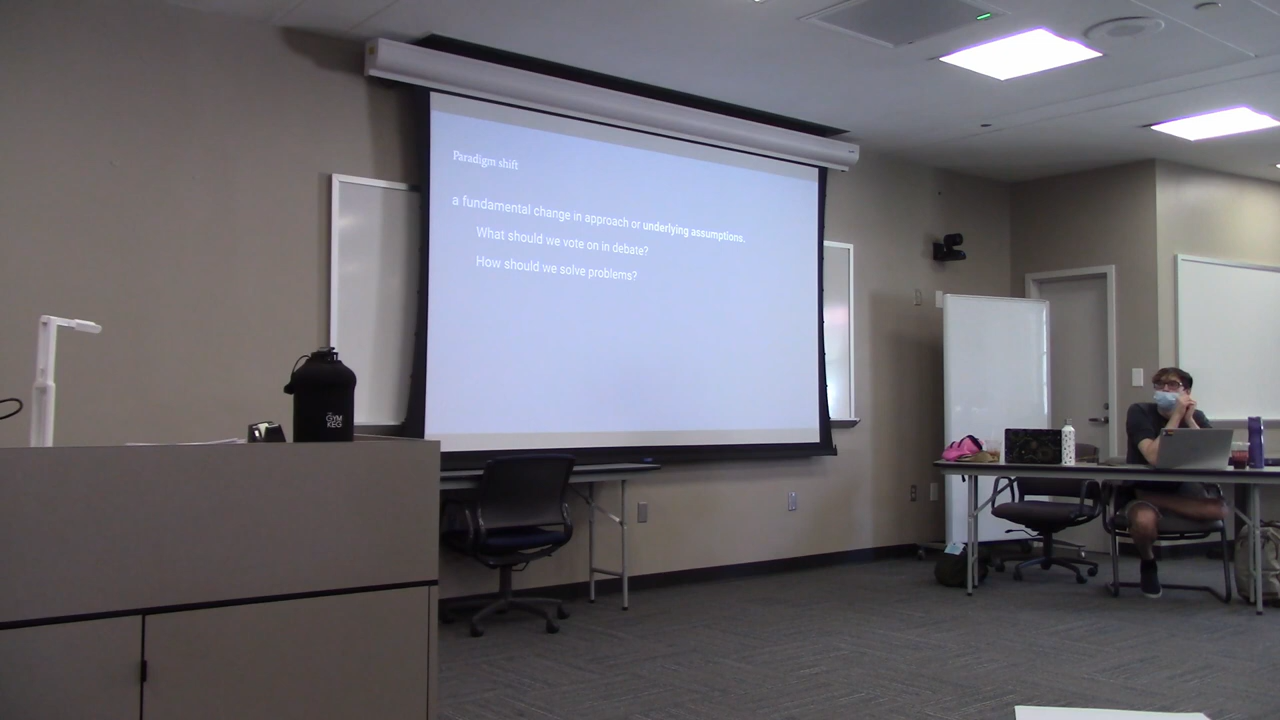 Paradigm shift
a fundamental change in approach or underlying assumptions.
What should we vote on in debate?
How should we solve problems?
THE
GYM
KEG